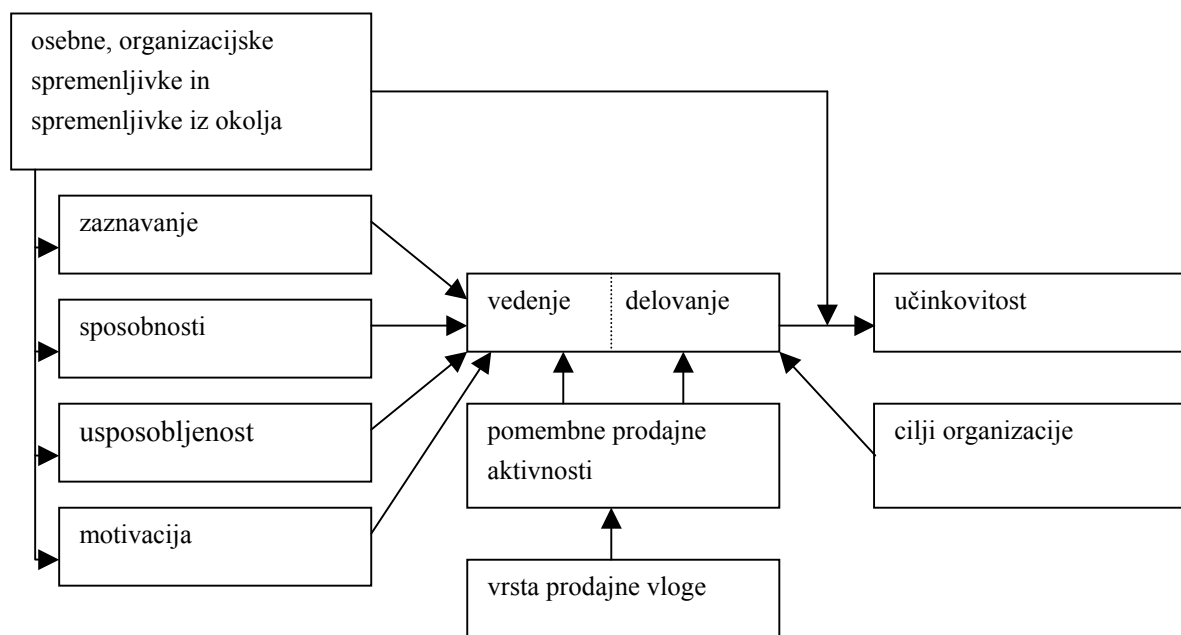 osebne, organizacijske
spremenljivke in
spremenljivke iz okolja
zaznavanje
sposobnosti
usposobljenost
motivacija
vedenje
delovanje
učinkovitost
pomembne prodajne
aktivnosti
cilji organizacije
vrsta prodajne vloge